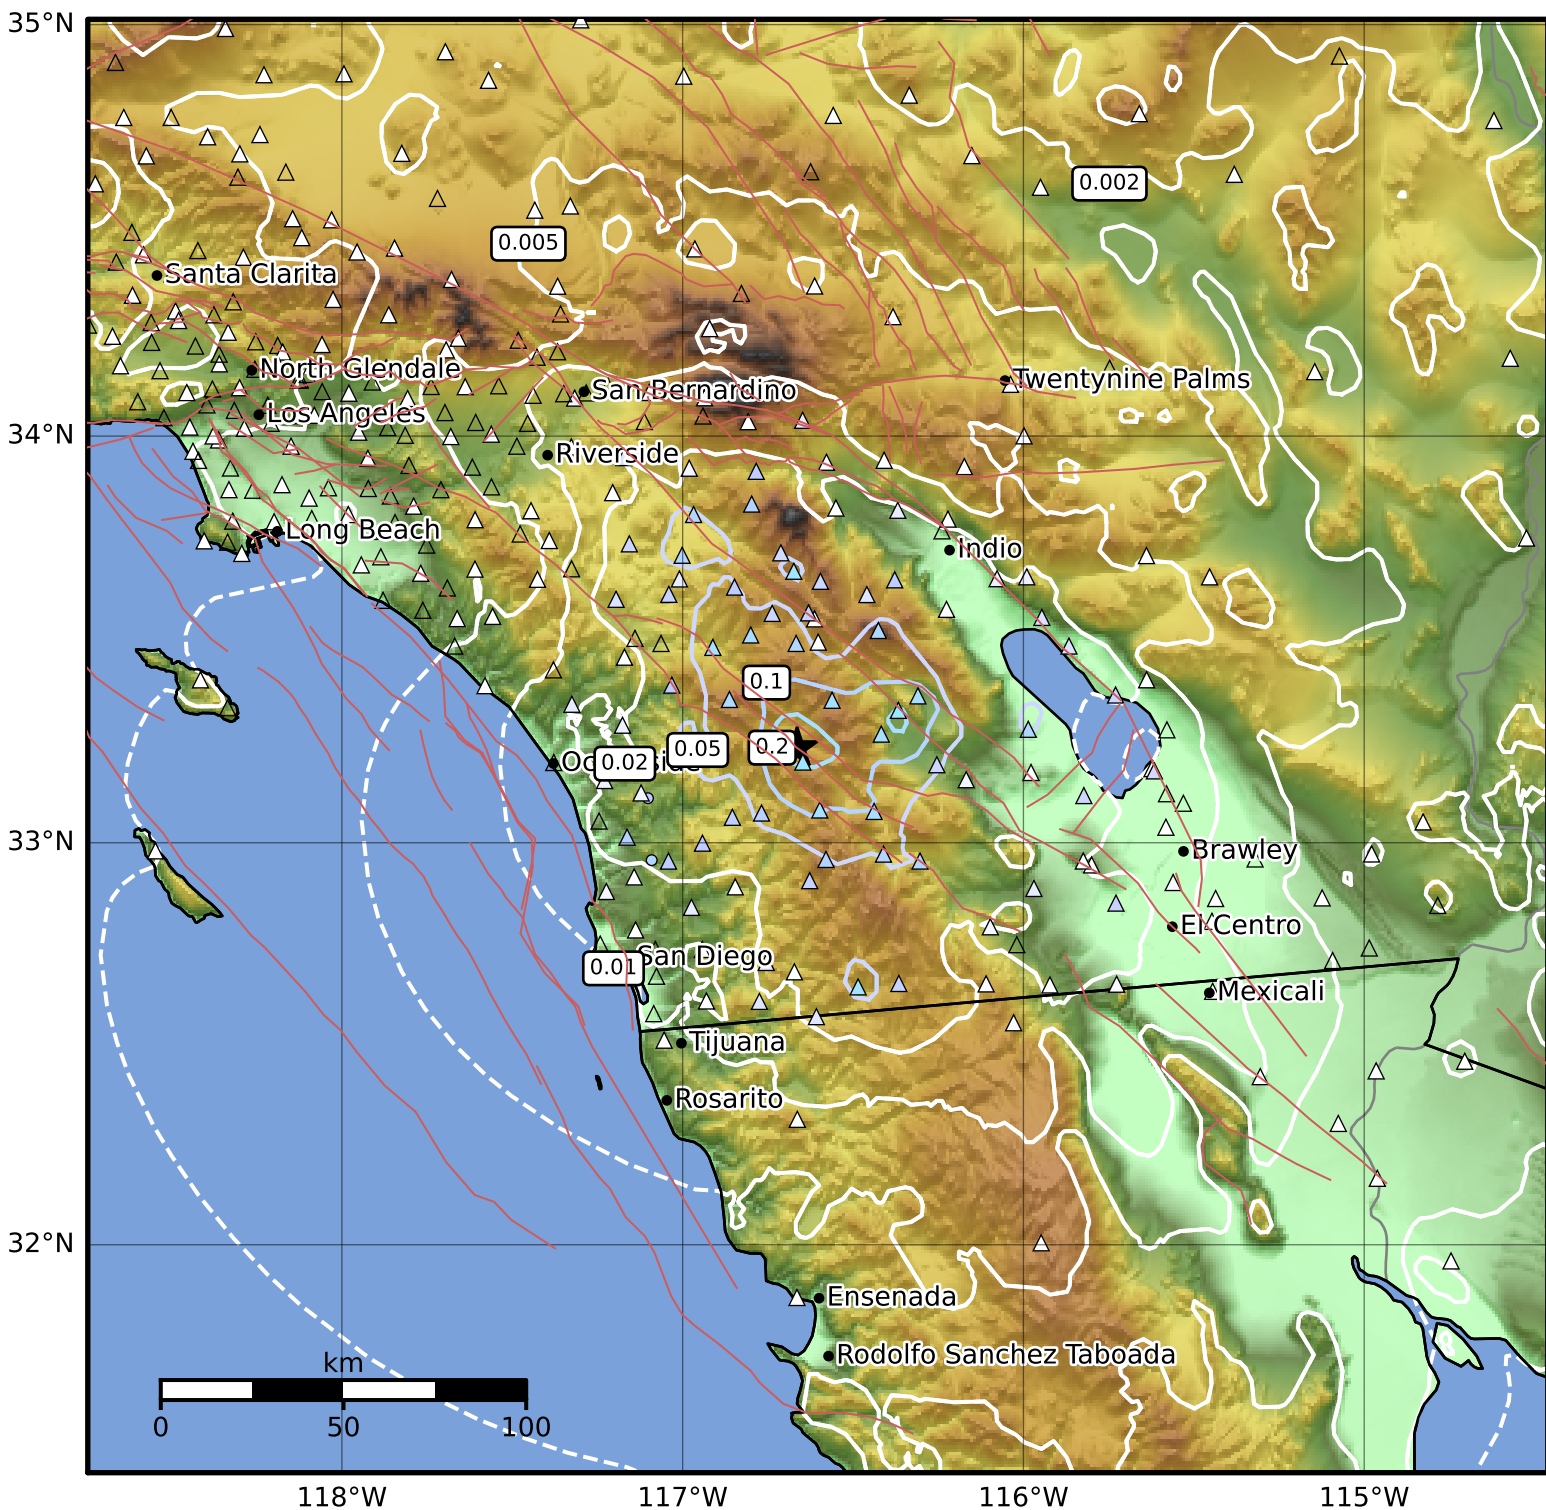 35°N
0.002
0.005
Santa Clarita
North Glendale
San Bernardino
Twentynine Palms
Los Angeles
34°N
Riverside
Long Beach
Indio
0.1
0.2
0.05
0.02
33°N
Brawley
El Centro
San Diego
0.01
Mexicali
Tijuana
Rosarito
32°N
Ensenada
Rodolfo Sanchez Taboada
km
0 50 100
118°W 117°W 116°W 115°W